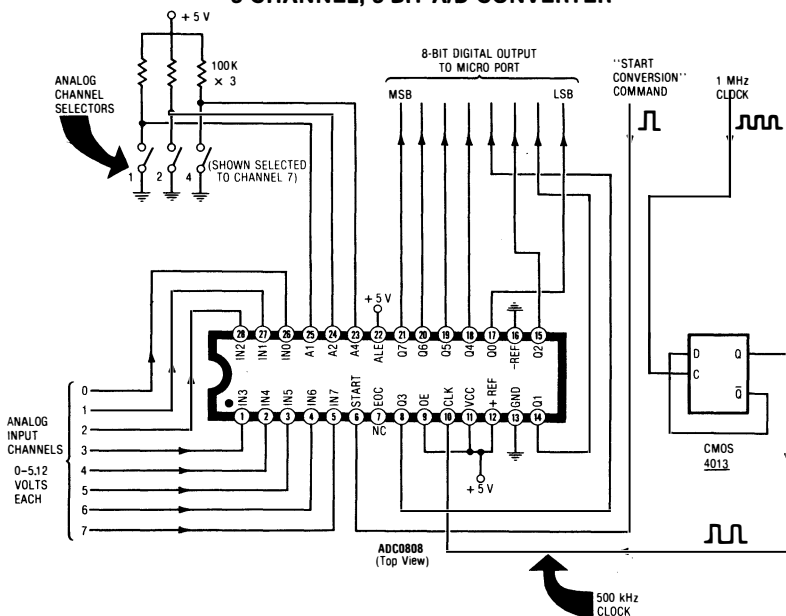 8 CHANNEL, 8 BIT A/D CONVERTER
+ 5 V
100K
× 3
ANALOG
CHANNEL
SELECTORS
1 2 4
(SHOWN SELECTED
TO CHANNEL 7)
8-BIT DIGITAL OUTPUT
TO MICRO PORT
MSB LSB
"START
CONVERSION"
COMMAND
1 MHz
CLOCK
+ 5 V
28 27 26 25 24 23 22 21 20 19 18 17 16 15
IN2 IN1 IN0 A1 A2 A4 ALE Q7 Q6 Q5 Q4 Q0 -REF Q2
IN3 IN4 IN5 IN6 IN7 START EOC Q3 OE CLK VCC + REF GND Q1
1 2 3 4 5 6 7 8 9 10 11 12 13 14
NC
+ 5 V
ANALOG
INPUT
CHANNELS
0-5.12
VOLTS
EACH
0
1
2
3
4
5
6
7
D Q
C
Q̅
CMOS
4013
ADC0808
(Top View)
500 kHz
CLOCK